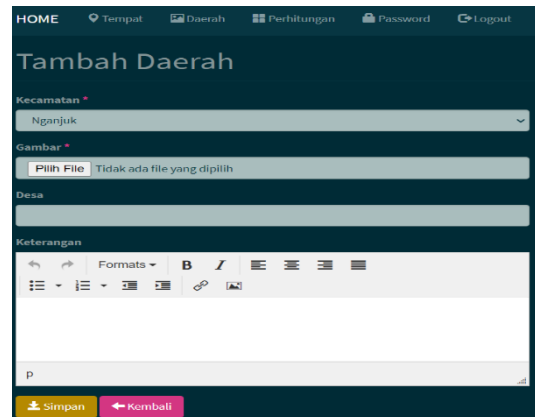 HOME Tempat Daerah Perhitungan Password Logout
Tambah Daerah
Kecamatan *
Nganjuk
Gambar *
Pilih File Tidak ada file yang dipilih
Desa
Keterangan
Formats B I
P
Simpan Kembali